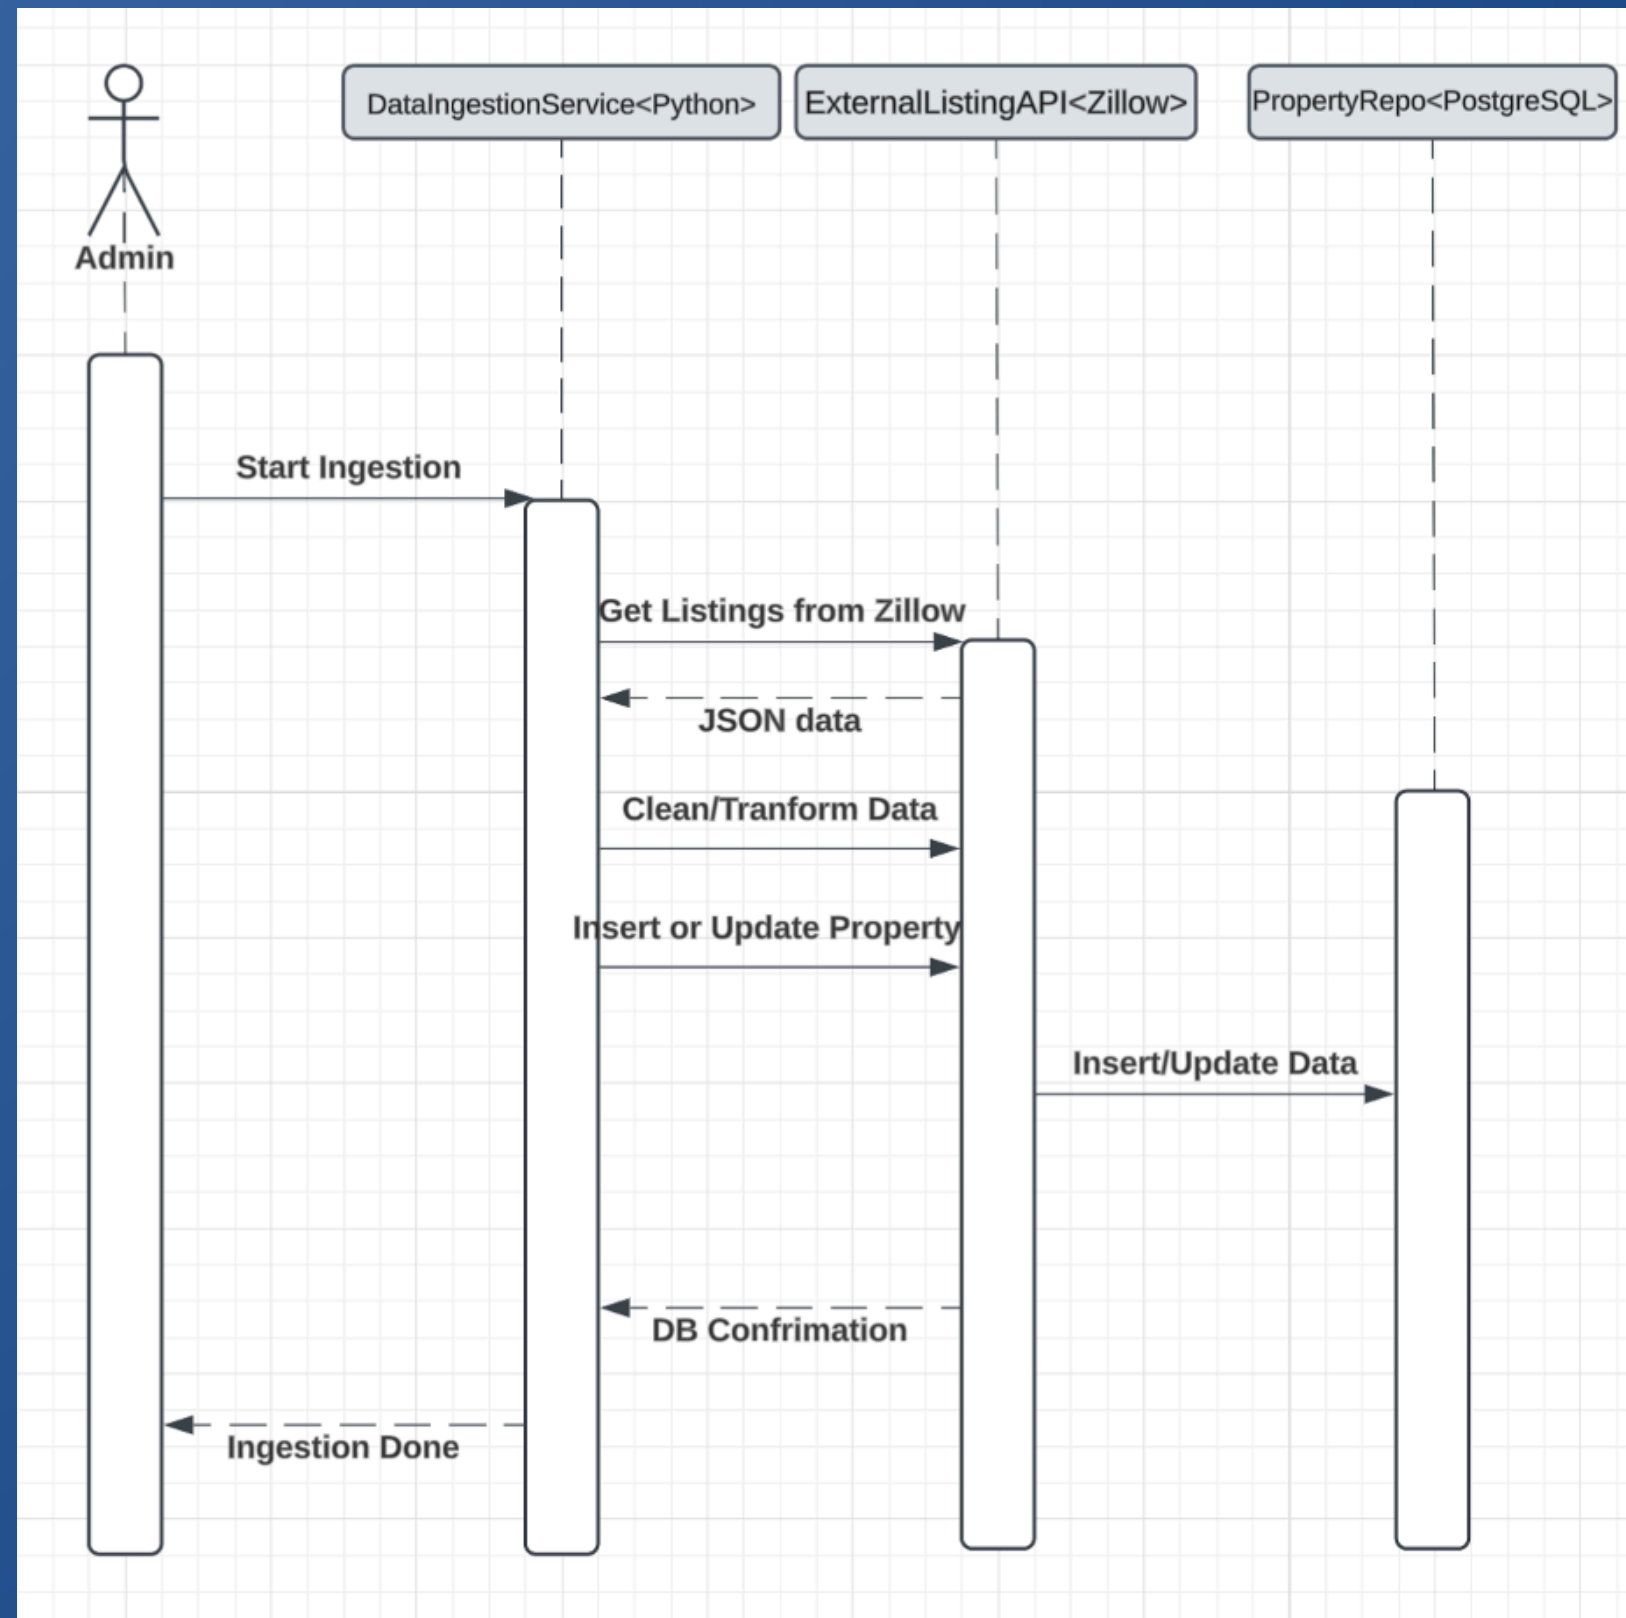 DataIngestionService<Python>
ExternalListingAPI<Zillow>
PropertyRepo<PostgreSQL>
Admin
Start Ingestion
Get Listings from Zillow
JSON data
Clean/Tranform Data
Insert or Update Property
Insert/Update Data
DB Confrimation
Ingestion Done